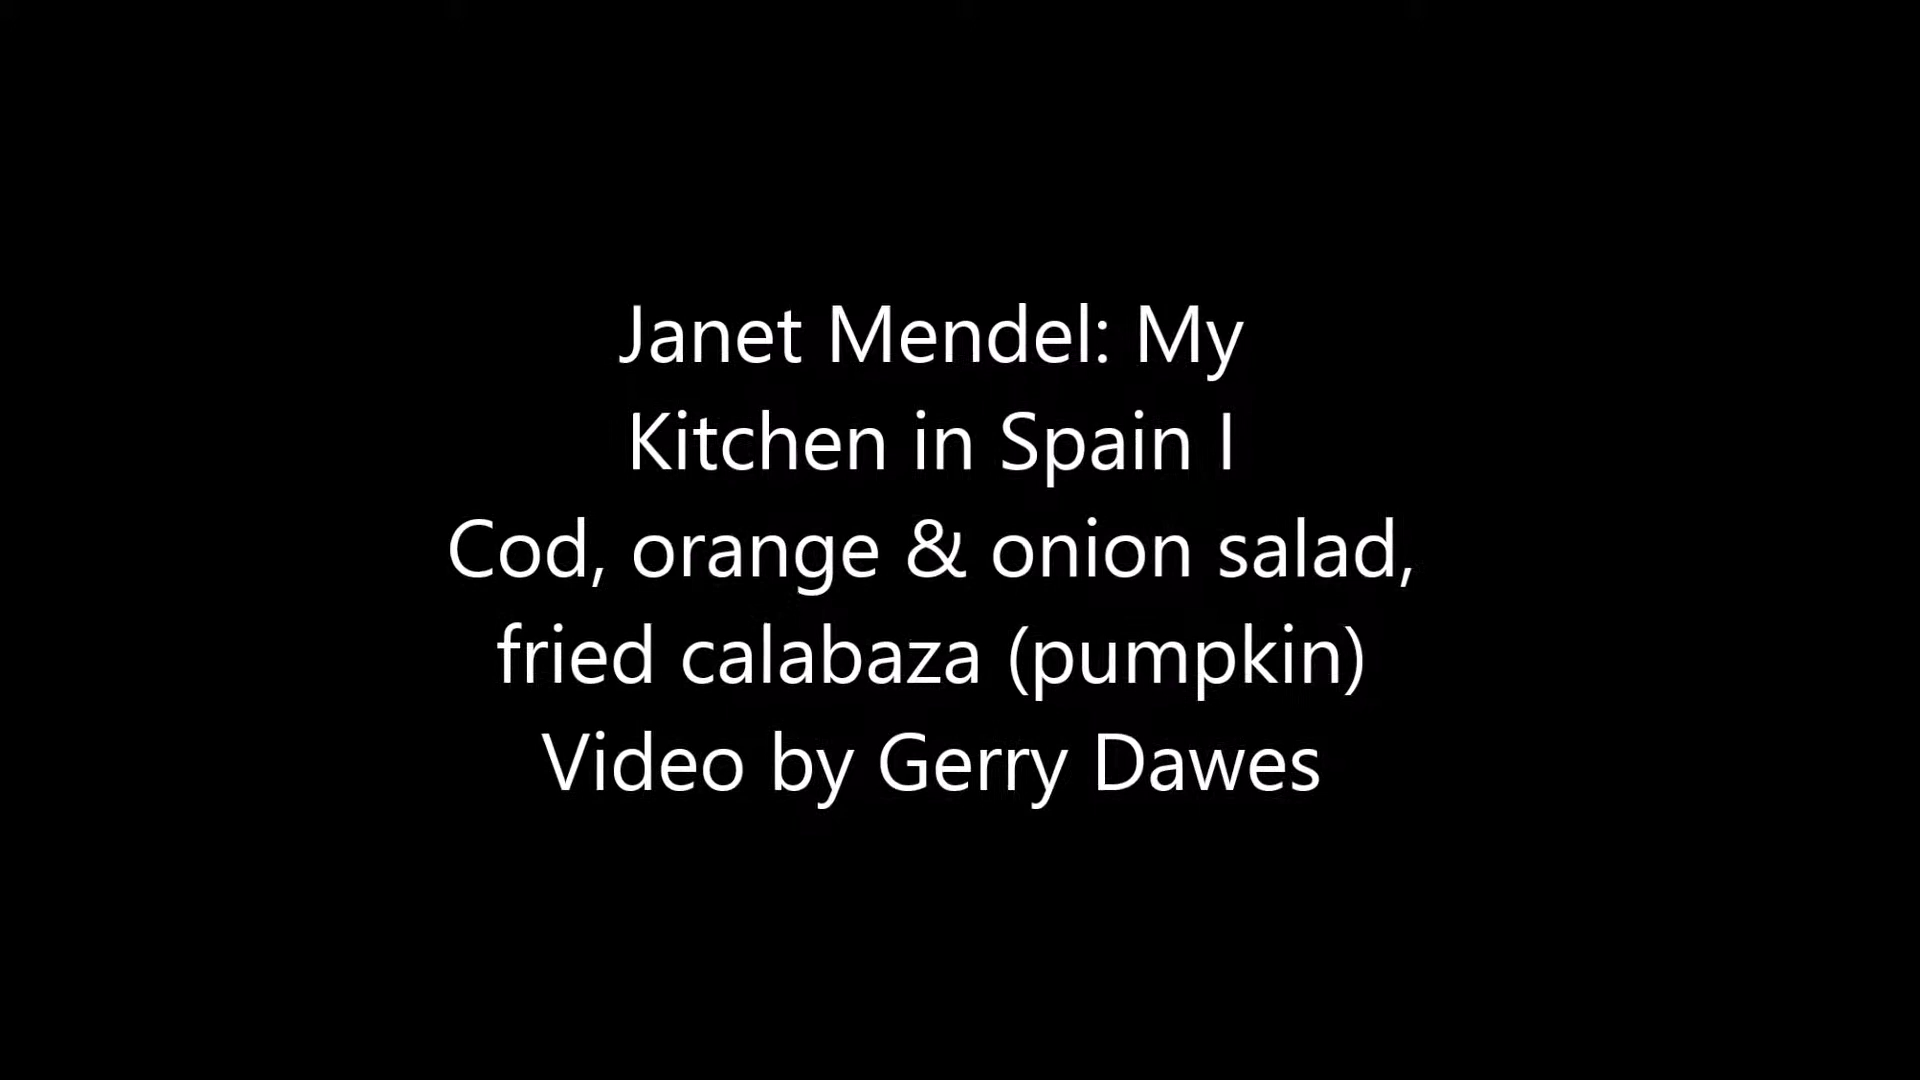 Janet Mendel: My
Kitchen in Spain I
Cod, orange & onion salad,
fried calabaza (pumpkin)
Video by Gerry Dawes